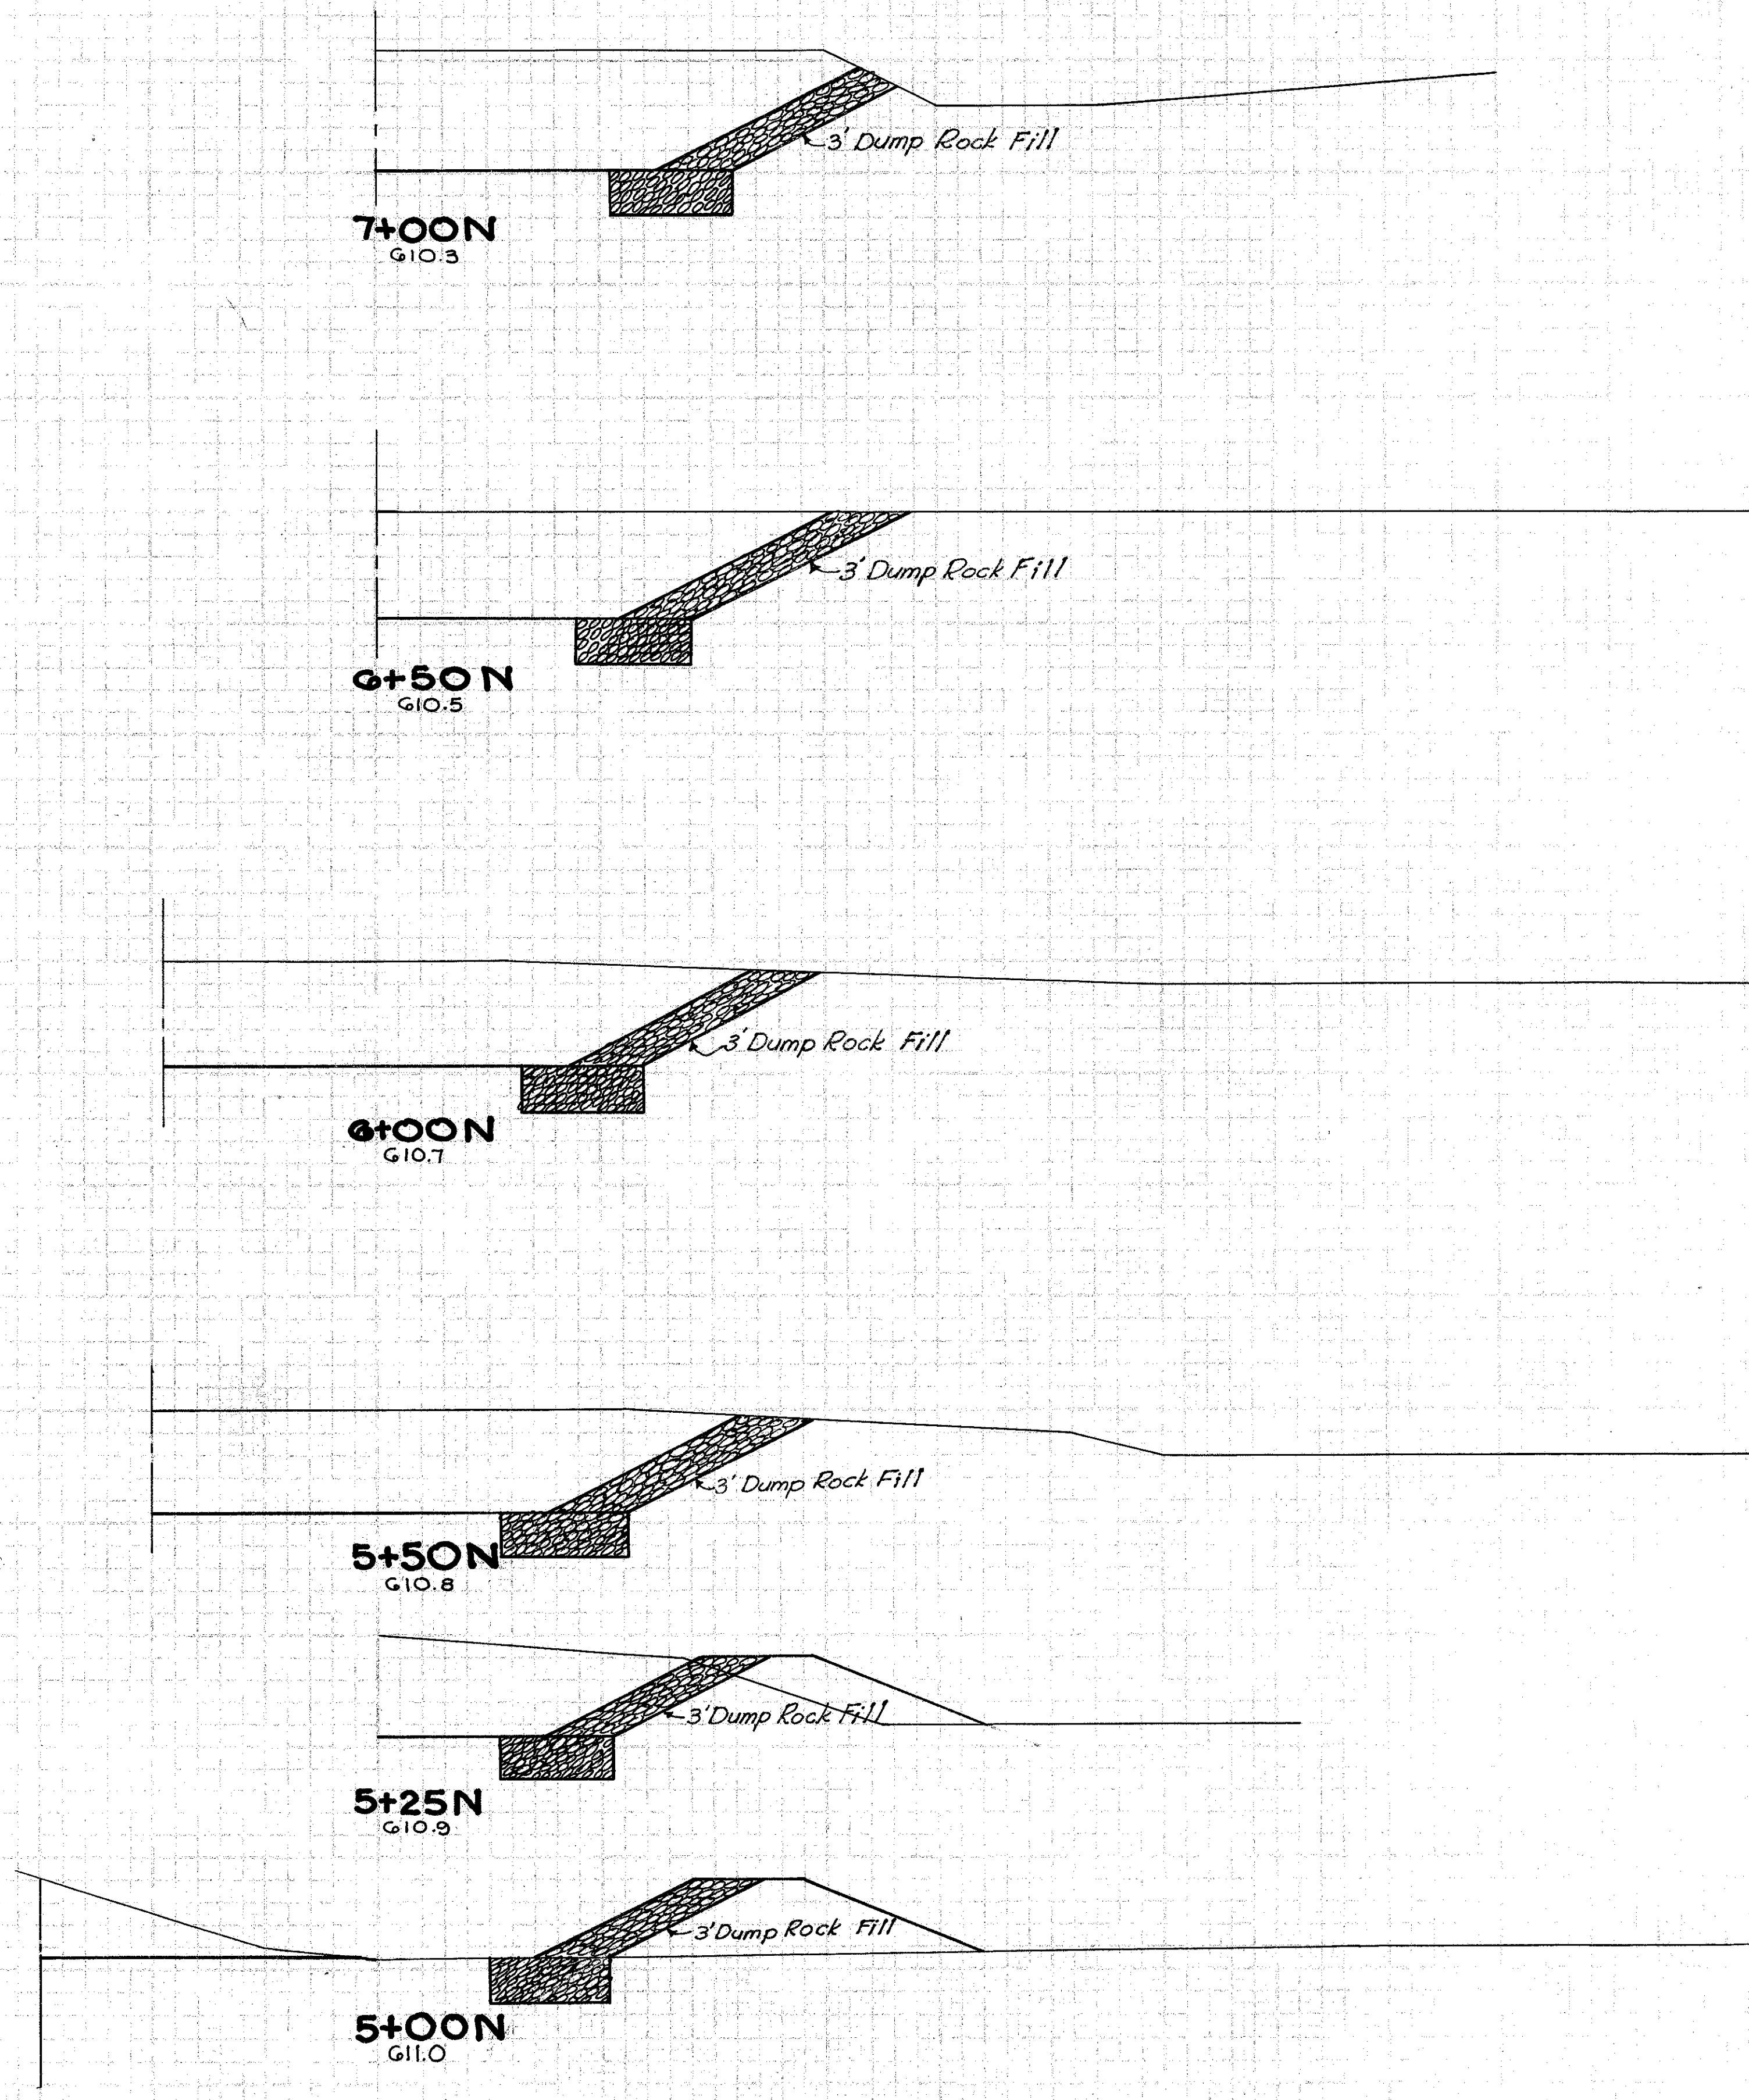 3' Dump Rock Fill
7+00N
610.3
3' Dump Rock Fill
6+50N
610.5
3' Dump Rock Fill
6+00N
610.7
3' Dump Rock Fill
5+50N
610.8
3' Dump Rock Fill
5+25N
610.9
3' Dump Rock Fill
5+00N
611.0